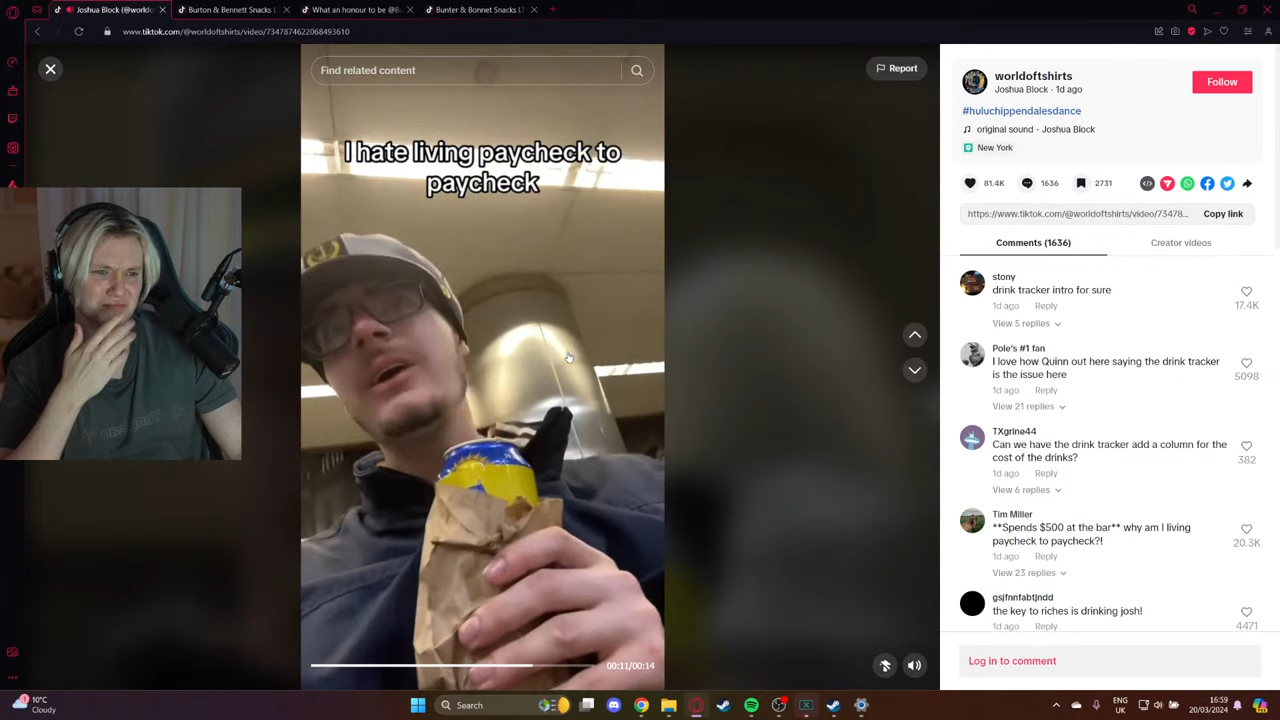 Joshua Block (@world
Burton & Bennett Snacks L
What an honour to be @B
Bunter & Bonnet Snacks L
www.tiktok.com/@worldoftshirts/video/7347874622068493610
Find related content
Report
I hate living paycheck to
paycheck
00:11/00:14
worldoftshirts
Joshua Block · 1d ago
Follow
#huluchippendalesdance
original sound - Joshua Block
New York
81.4K
1636
2731
https://www.tiktok.com/@worldoftshirts/video/73478...
Copy link
Comments (1636)
Creator videos
stony
drink tracker intro for sure
1d ago
Reply
17.4K
View 5 replies
Pole's #1 fan
I love how Quinn out here saying the drink tracker
is the issue here
5098
1d ago
Reply
View 21 replies
TXgrine44
Can we have the drink tracker add a column for the
cost of the drinks?
382
1d ago
Reply
View 6 replies
Tim Miller
**Spends $500 at the bar** why am I living
paycheck to paycheck?!
20.3K
1d ago
Reply
View 23 replies
gsjfnnfabtjndd
the key to riches is drinking josh!
4471
Log in to comment
10°C
Cloudy
Search
ENG
UK
16:59
20/03/2024